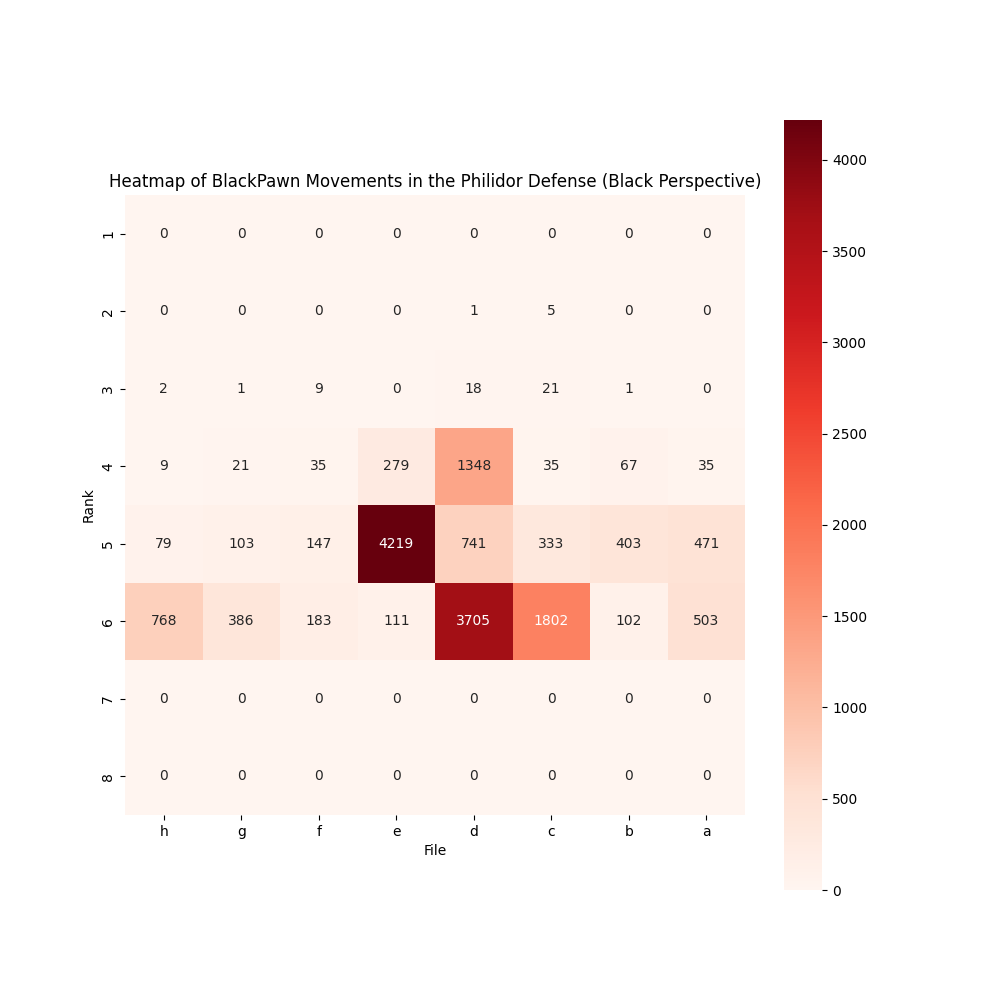 Heatmap of BlackPawn Movements in the Philidor Defense (Black Perspective)
1 0 0 0 0 0 0 0 0
2 0 0 0 0 1 5 0 0
3 2 1 9 0 18 21 1 0
4 9 21 35 279 1348 35 67 35
5 79 103 147 4219 741 333 403 471
6 768 386 183 111 3705 1802 102 503
7 0 0 0 0 0 0 0 0
8 0 0 0 0 0 0 0 0
h g f e d c b a
File
Rank
4000
3500
3000
2500
2000
1500
1000
500
0